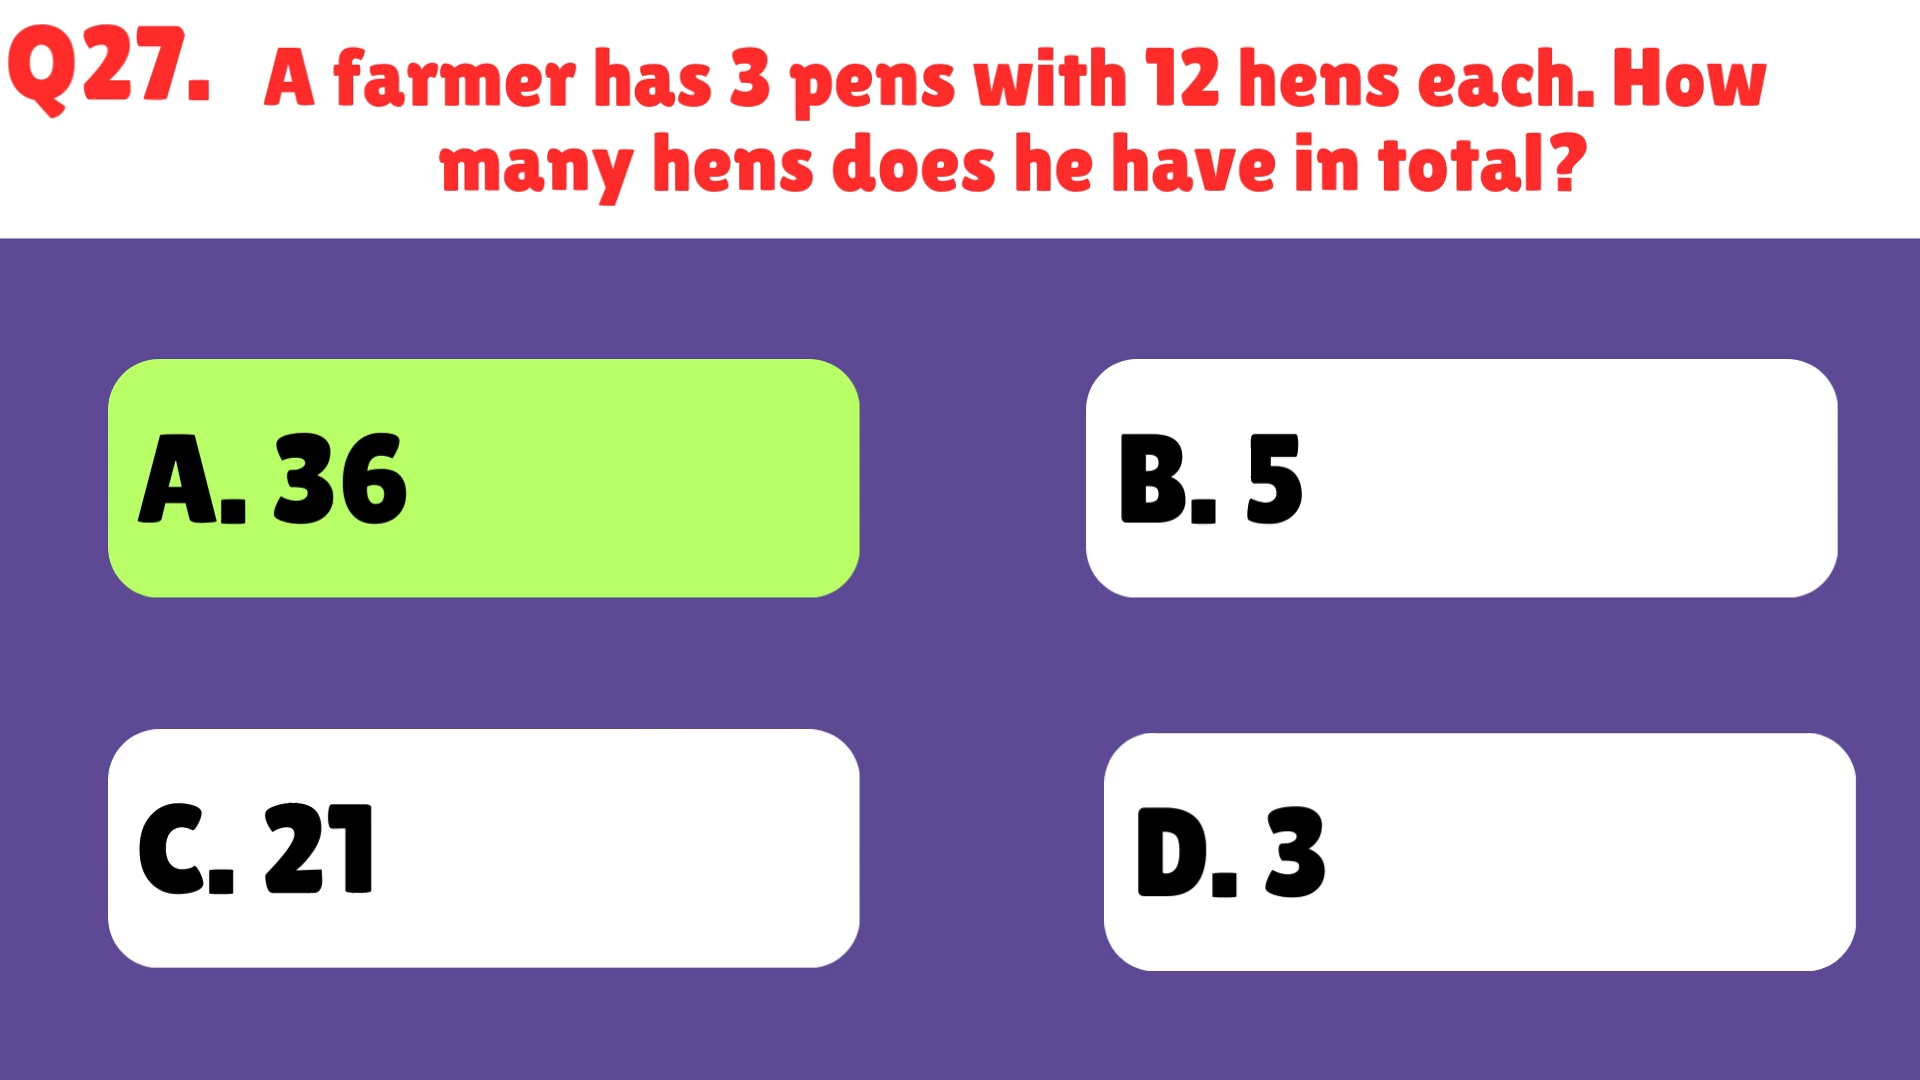 Q27. A farmer has 3 pens with 12 hens each. How
many hens does he have in total?
A. 36
B. 5
C. 21
D. 3